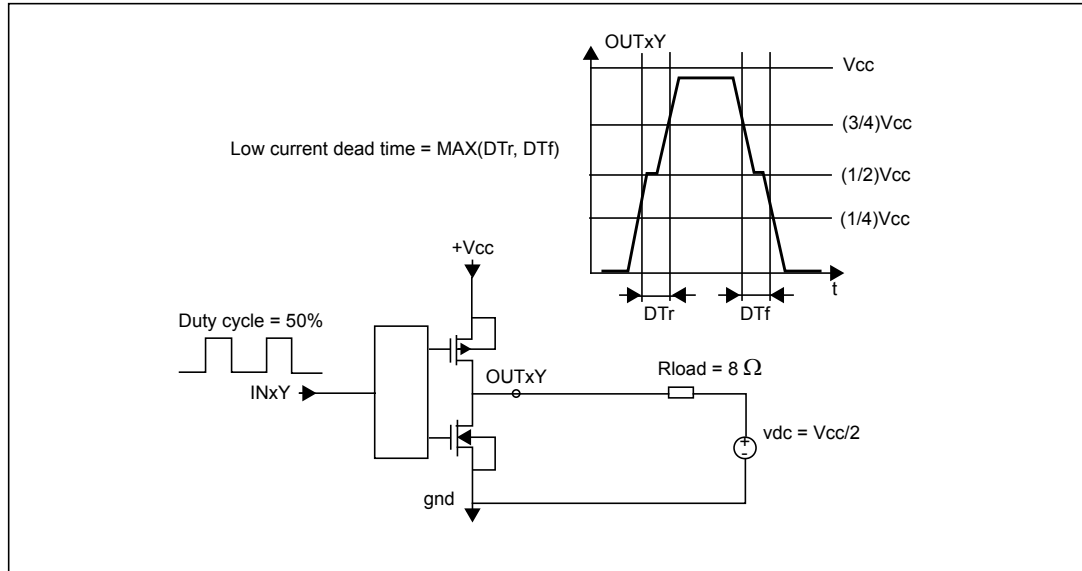 OUTxY
Vcc
(3/4)Vcc
Low current dead time = MAX(DTr, DTf)
(1/2)Vcc
(1/4)Vcc
+Vcc
t
DTr
DTf
Duty cycle = 50%
INxY
OUTxY
Rload = 8 Ω
vdc = Vcc/2
+
-
gnd